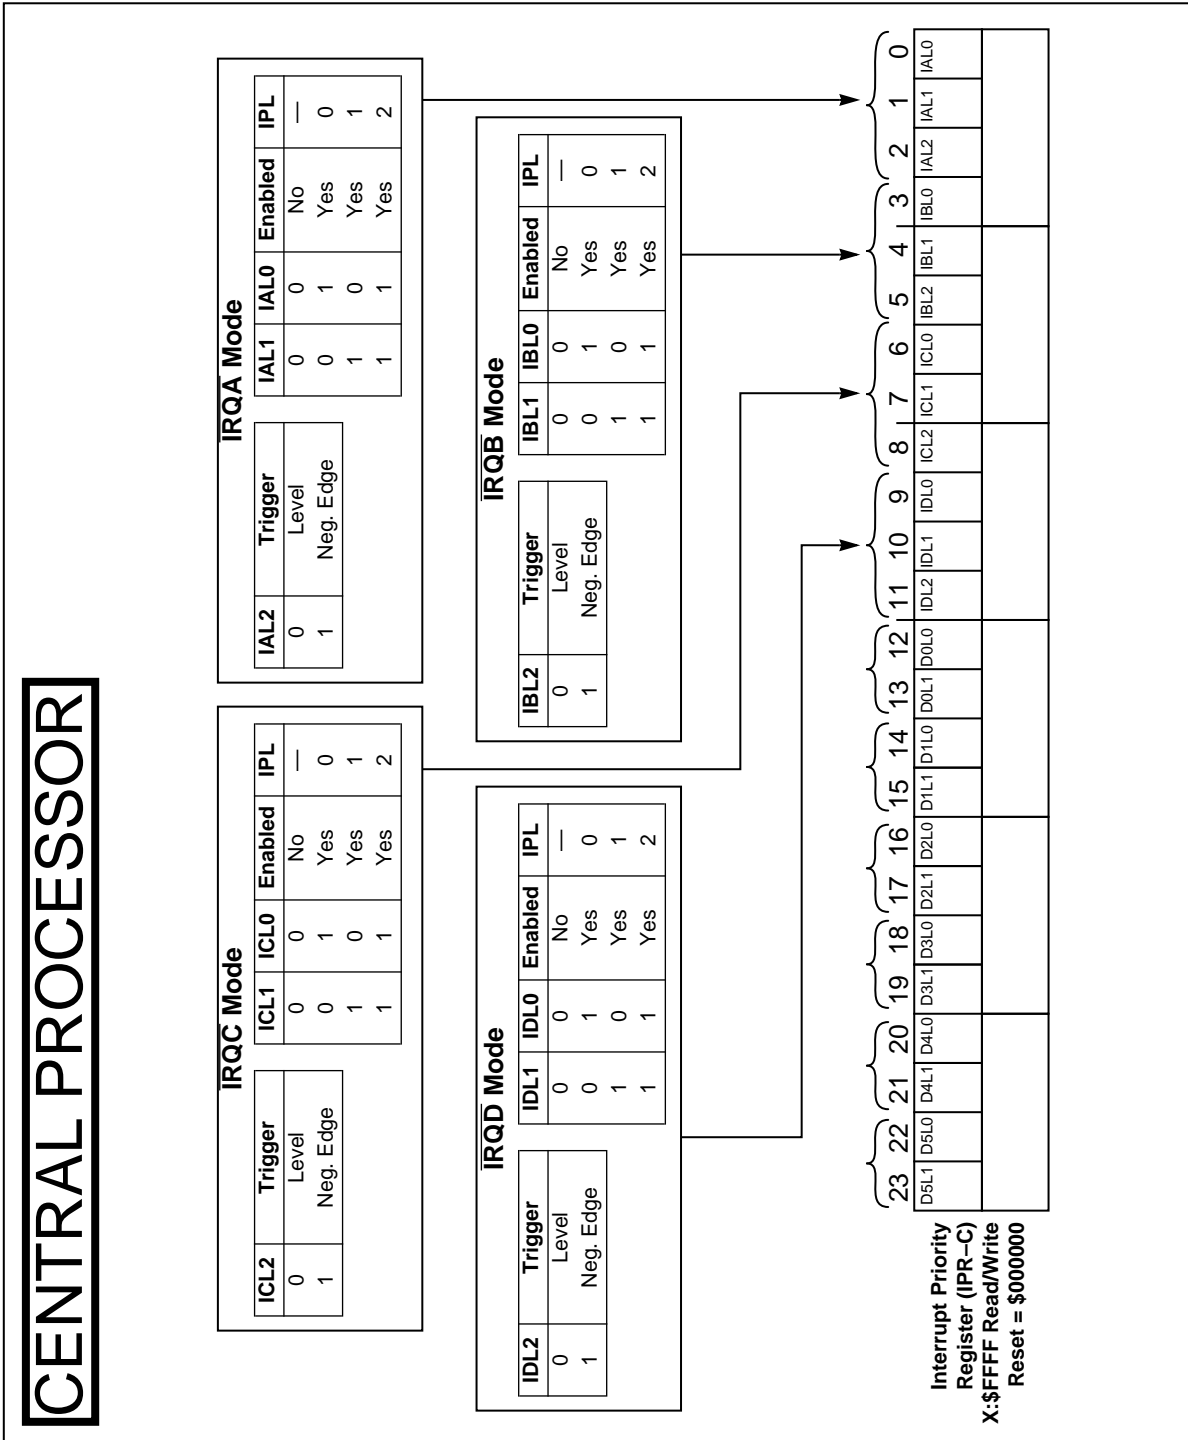 CENTRAL PROCESSOR
IRQC Mode
ICL2 Trigger
0 Level
1 Neg. Edge
ICL1 ICL0 Enabled IPL
0 0 No —
0 1 Yes 0
1 0 Yes 1
1 1 Yes 2
IRQA Mode
IAL2 Trigger
0 Level
1 Neg. Edge
IAL1 IAL0 Enabled IPL
0 0 No —
0 1 Yes 0
1 0 Yes 1
1 1 Yes 2
IRQD Mode
IDL2 Trigger
0 Level
1 Neg. Edge
IDL1 IDL0 Enabled IPL
0 0 No —
0 1 Yes 0
1 0 Yes 1
1 1 Yes 2
IRQB Mode
IBL2 Trigger
0 Level
1 Neg. Edge
IBL1 IBL0 Enabled IPL
0 0 No —
0 1 Yes 0
1 0 Yes 1
1 1 Yes 2
23 22 21 20 19 18 17 16 15 14 13 12 11 10 9 8 7 6 5 4 3 2 1 0
D5L1 D5L0 D4L1 D4L0 D3L1 D3L0 D2L1 D2L0 D1L1 D1L0 D0L1 D0L0 IDL2 IDL1 IDL0 ICL2 ICL1 ICL0 IBL2 IBL1 IBL0 IAL2 IAL1 IAL0
Interrupt Priority
Register (IPR–C)
X:$FFFF Read/Write
Reset = $000000